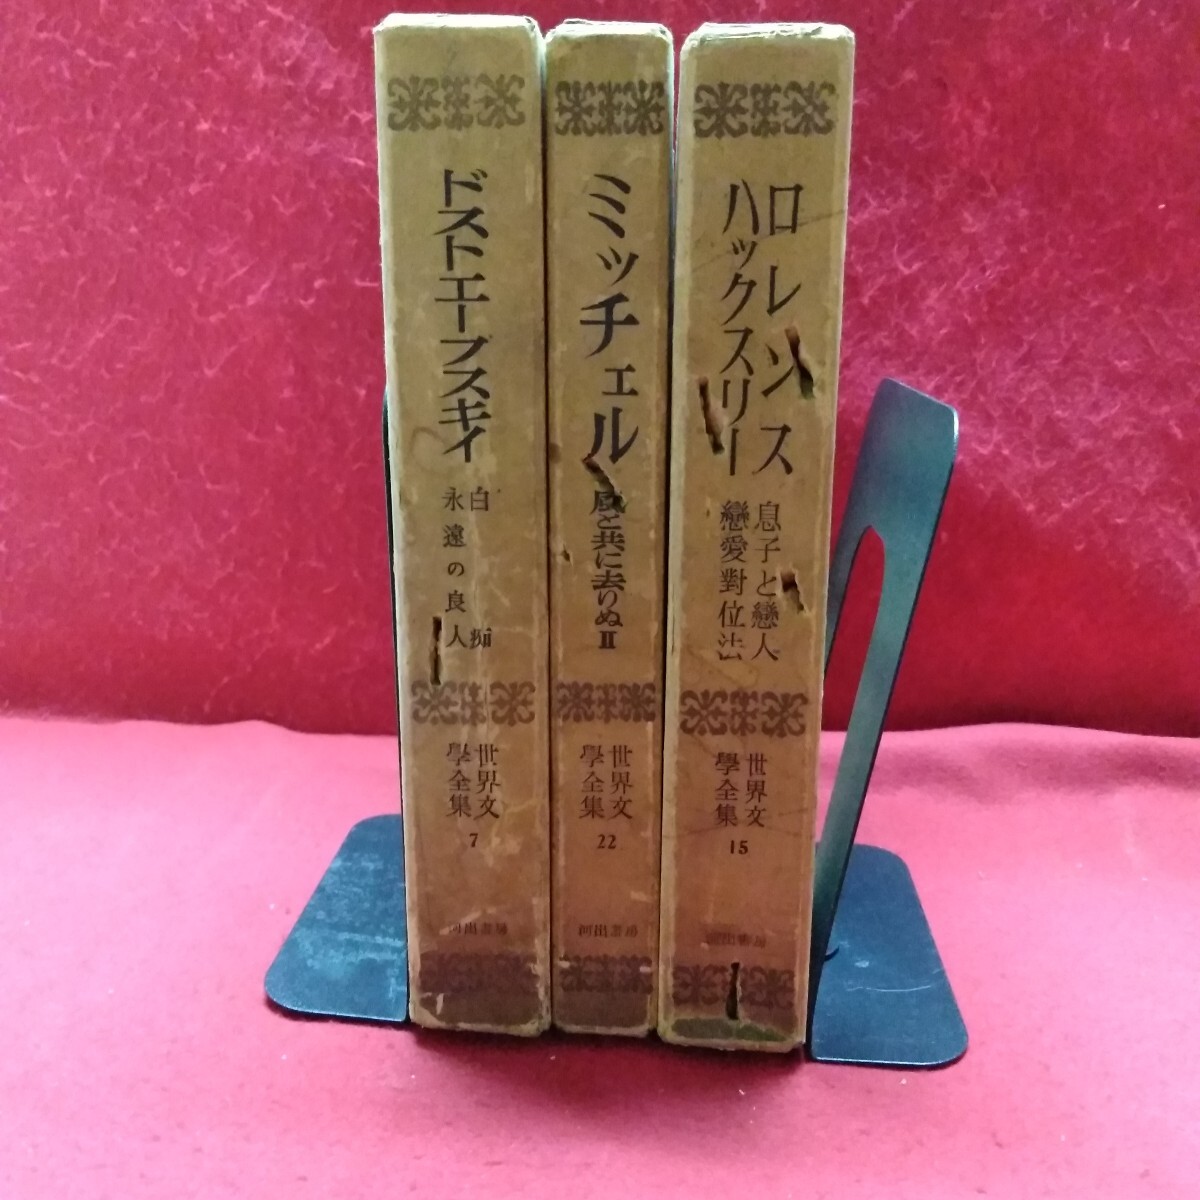 ドストエーブスキイ
白痴
永遠の良人
世界文
學全集
7
河出書房
ミッチェル
風と共に去りぬⅡ
世界文
學全集
22
河出書房
ロレンス
ハックスリー
息子と戀人
戀愛對位法
世界文
學全集
15
河出書房